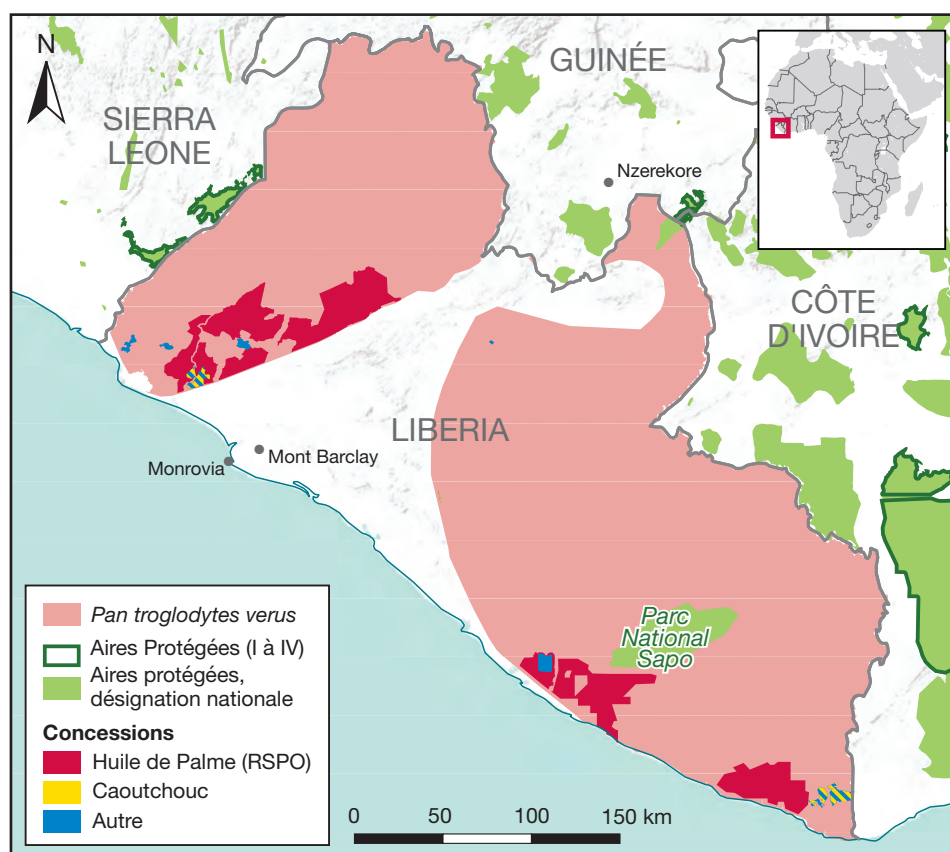 N
SIERRA
LEONE
GUINÉE
Nzerekore
CÔTE
D'IVOIRE
LIBERIA
Mont Barclay
Monrovia
Parc
National
Sapo
Pan troglodytes verus
Aires Protégées (I à IV)
Aires protégées,
désignation nationale
Concessions
Huile de Palme (RSPO)
Caoutchouc
Autre
0 50 100 150 km